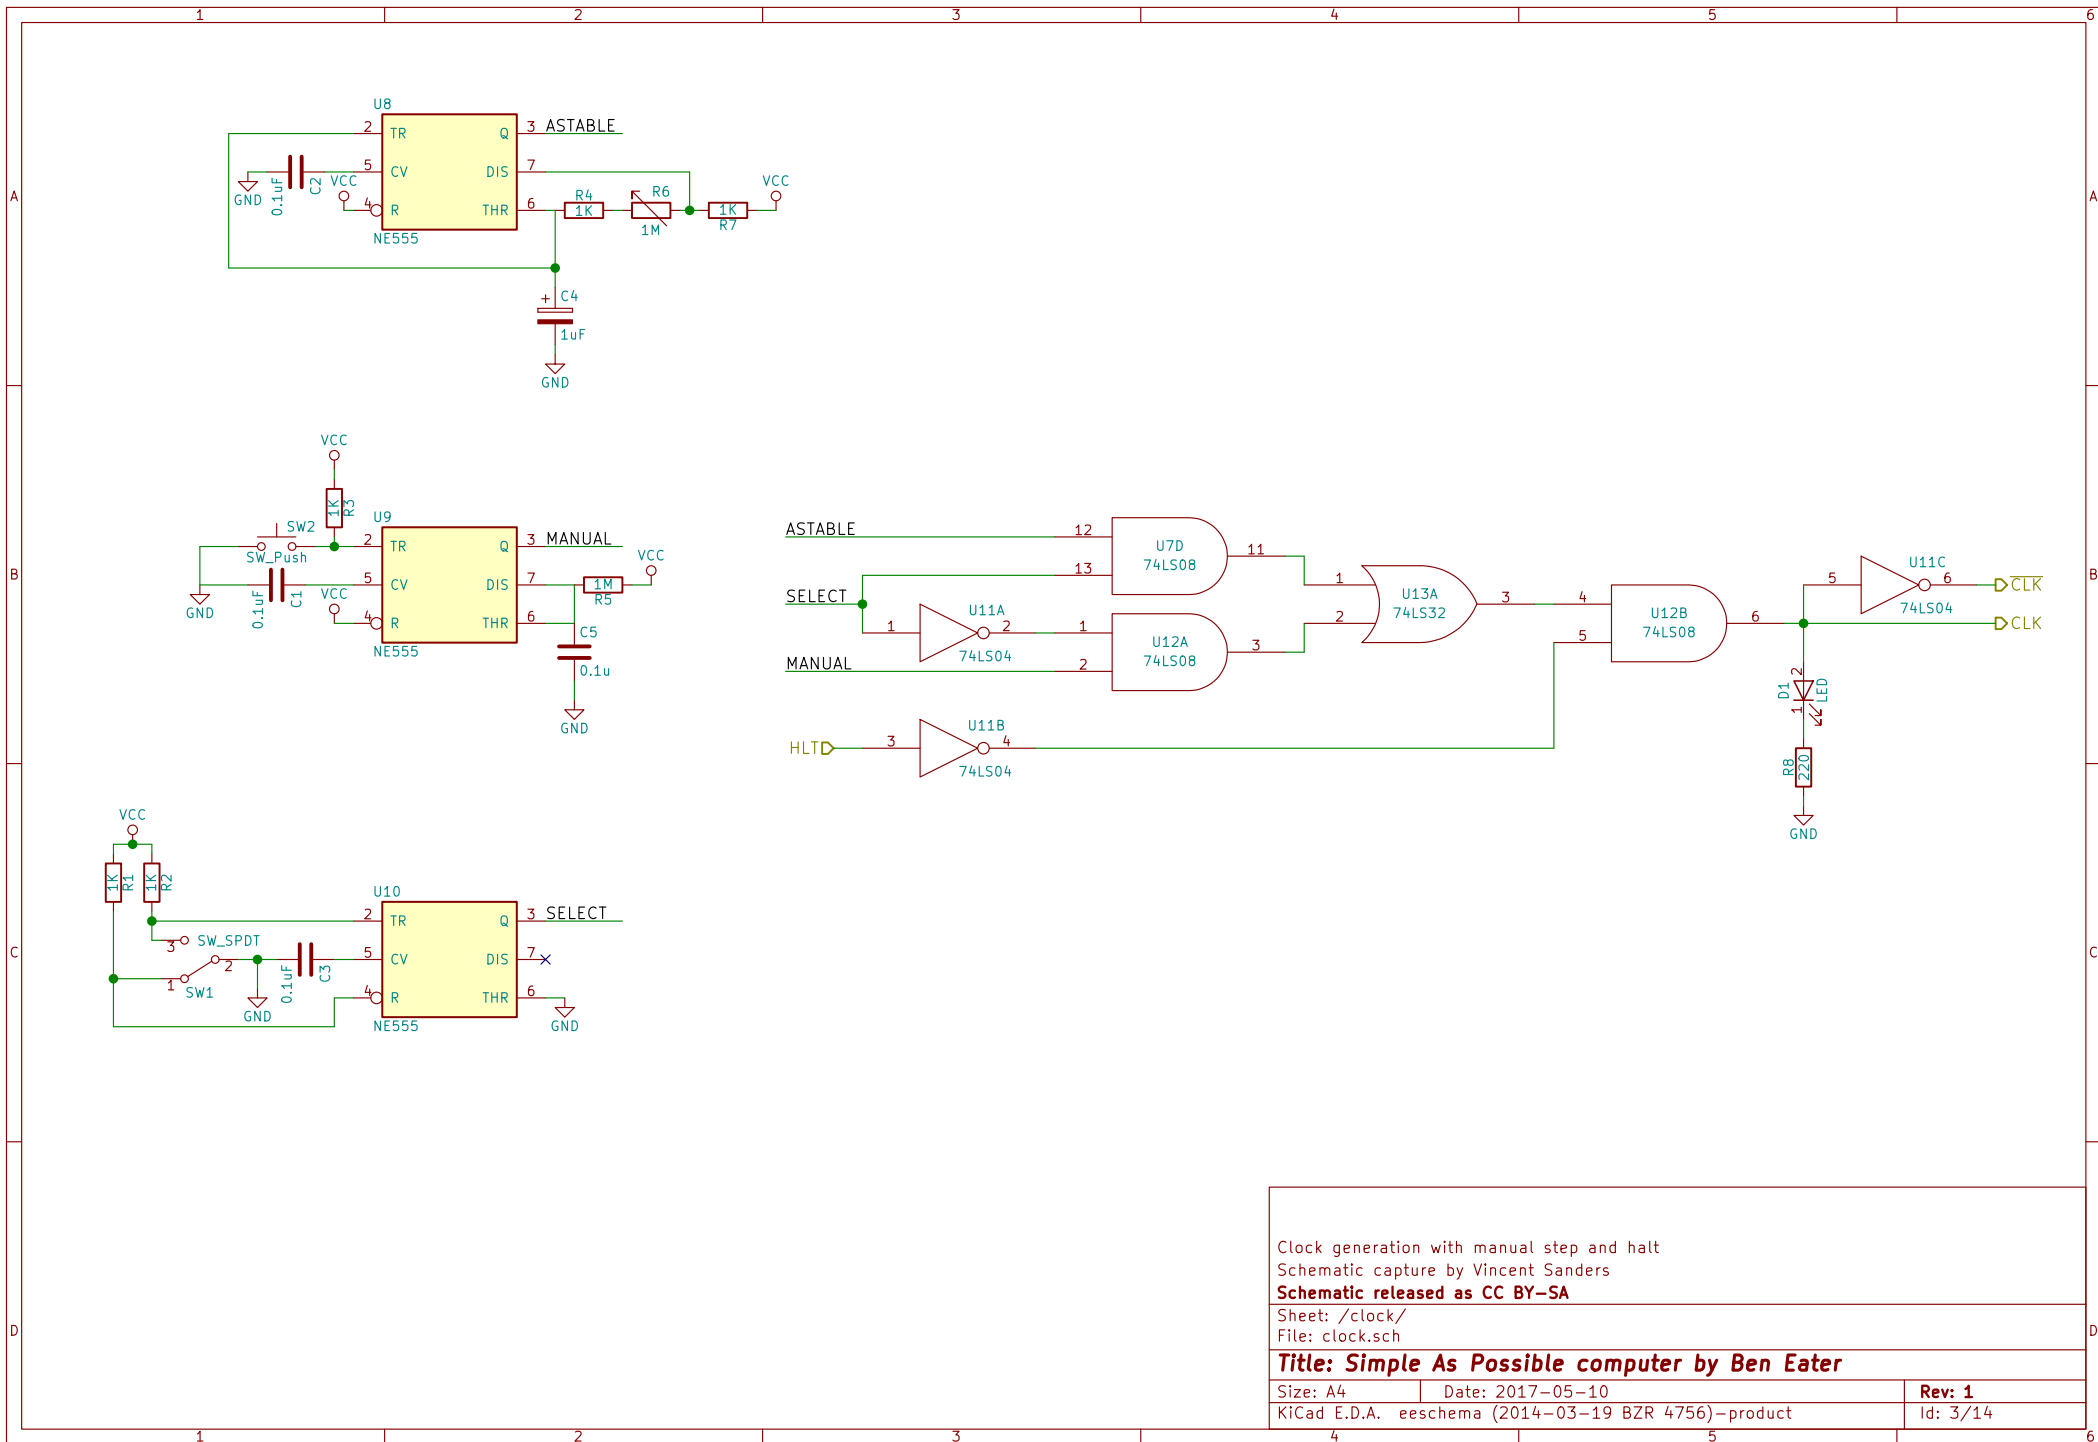 1 2 3 4 5 6
A A
B B
C C
D D
U8
2 TR Q 3 ASTABLE
5 CV DIS 7
4 R THR 6
NE555
GND
0.1uF
C2
VCC
R4
1K
R6
1M
1K
R7
VCC
+ C4
1uF
GND
VCC
1K
R3
SW2
SW_Push
U9
2 TR Q 3 MANUAL
5 CV DIS 7
4 R THR 6
NE555
GND
0.1uF
C1
VCC
1M
R5
VCC
C5
0.1u
GND
VCC
1K
R1
1K
R2
3 SW_SPDT
2
1 SW1
GND
0.1uF
C3
U10
2 TR Q 3 SELECT
5 CV DIS 7
4 R THR 6
NE555
GND
ASTABLE
SELECT
MANUAL
HLT
12
13
U7D
74LS08
11
U11A
1 2
74LS04
1
2
U12A
74LS08
3
U11B
3 4
74LS04
1
2
U13A
74LS32
3
4
5
U12B
74LS08
6
U11C
5 6
74LS04
CLK
CLK
2
D1
LED
1
R8
220
GND
Clock generation with manual step and halt
Schematic capture by Vincent Sanders
Schematic released as CC BY-SA
Sheet: /clock/
File: clock.sch
Title: Simple As Possible computer by Ben Eater
Size: A4 Date: 2017-05-10 Rev: 1
KiCad E.D.A. eeschema (2014-03-19 BZR 4756)-product Id: 3/14
1 2 3 4 5 6